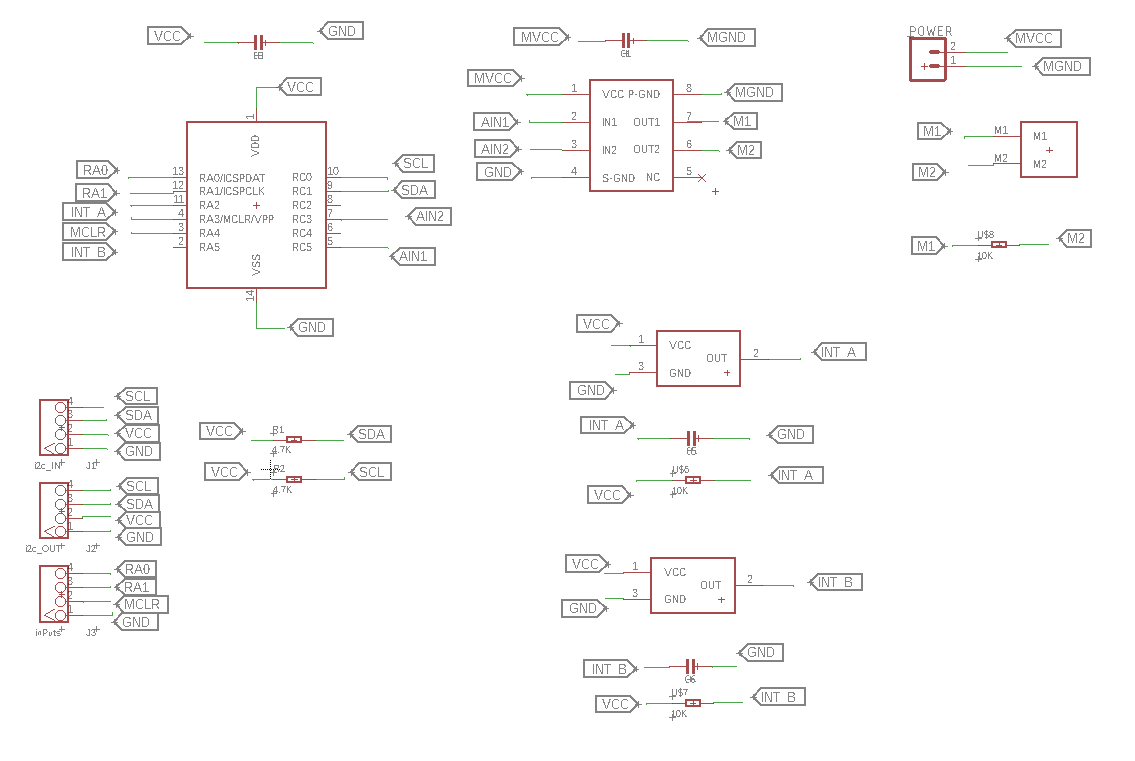 VCC
GND
VCC
1
VDD
RA0
RA1
INT A
MCLR
INT B
13
12
11
4
3
2
RA0/ICSPDAT
RA1/ICSPCLK
RA2
RA3/MCLR/VPP
RA4
RA5
RC0
RC1
RC2
RC3
RC4
RC5
10
9
8
7
6
5
SCL
SDA
AIN2
AIN1
VSS
14
GND
MVCC
MGND
MVCC
AIN1
AIN2
GND
1
2
3
4
VCC P-GND
IN1 OUT1
IN2 OUT2
S-GND NC
8
7
6
5
MGND
M1
M2
POWER
2
1
MVCC
MGND
M1
M2
M1
M2
M1
M2
M1
U$8
10K
M2
VCC
GND
1
3
VCC
GND
OUT
2
INT A
INT A
GND
VCC
U$6
10K
INT A
VCC
GND
1
3
VCC
GND
OUT
2
INT B
INT B
GND
VCC
U$7
10K
INT B
4
3
2
1
SCL
SDA
VCC
GND
i2c_IN J1
4
3
2
1
SCL
SDA
VCC
GND
i2c_OUT J2
4
3
2
1
RA0
RA1
MCLR
GND
inPuts J3
VCC
R1
4.7K
SDA
VCC
R2
4.7K
SCL